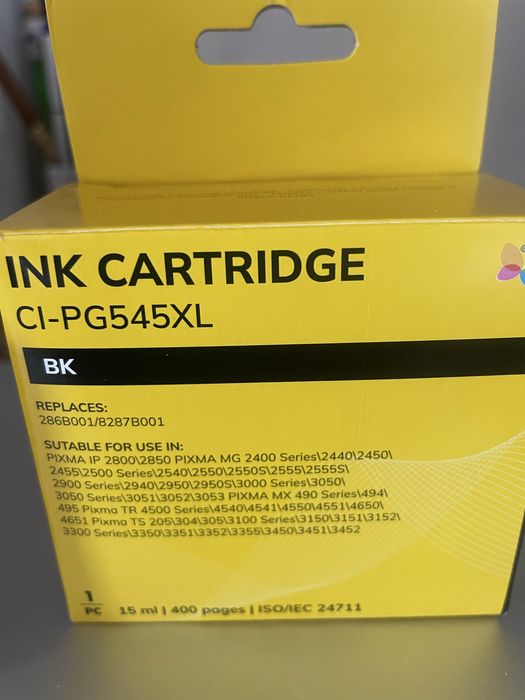 INK CARTRIDGE
CI-PG545XL
BK
REPLACES:
286B001/8287B001
SUTABLE FOR USE IN:
PIXMA IP 2800\2850 PIXMA MG 2400 Series\2440\2450\
2455\2500 Series\2540\2550\2550S\2555\2555S\
2900 Series\2940\2950\2950S\3000 Series\3050\
3050 Series\3051\3052\3053 PIXMA MX 490 Series\494\
495 Pixma TR 4500 Series\4540\4541\4550\4551\4650\
4651 Pixma TS 205\304\305\3100 Series\3150\3151\3152\
3300 Series\3350\3351\3352\3355\3450\3451\3452
1
PC
15 ml | 400 pages | ISO/IEC 24711